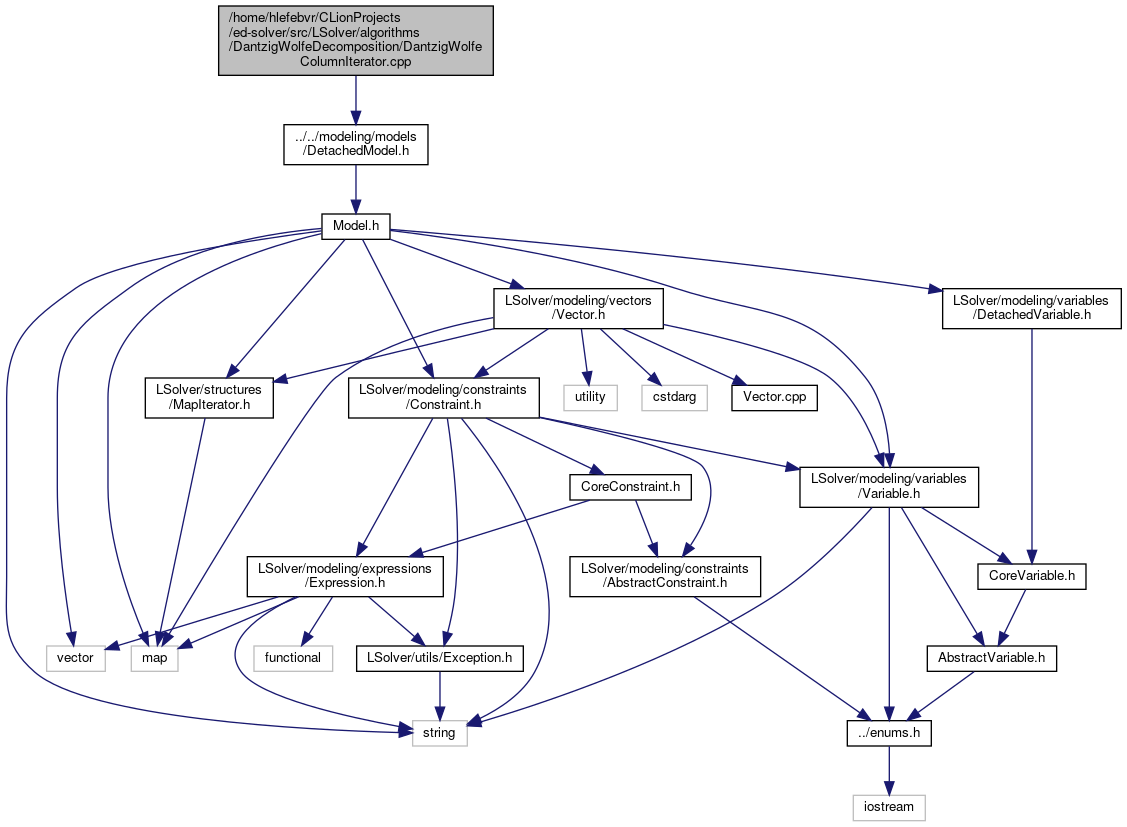 /home/hlefebvr/CLionProjects
/ed-solver/src/LSolver/algorithms
/DantzigWolfeDecomposition/DantzigWolfe
ColumnIterator.cpp
../../modeling/models
/DetachedModel.h
Model.h
LSolver/modeling/vectors
/Vector.h
LSolver/modeling/variables
/DetachedVariable.h
LSolver/structures
/MapIterator.h
LSolver/modeling/constraints
/Constraint.h
utility
cstdarg
Vector.cpp
CoreConstraint.h
LSolver/modeling/variables
/Variable.h
LSolver/modeling/expressions
/Expression.h
LSolver/modeling/constraints
/AbstractConstraint.h
CoreVariable.h
vector
map
functional
LSolver/utils/Exception.h
AbstractVariable.h
string
../enums.h
iostream